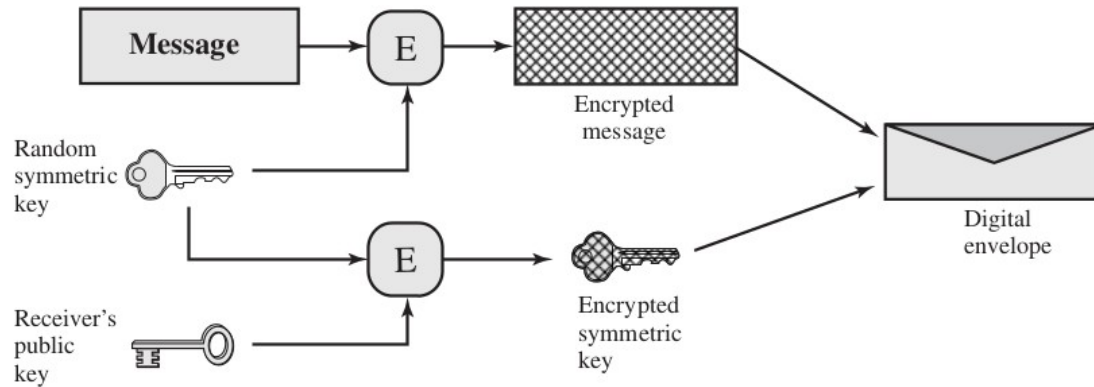 Message
E
Encrypted
message
Random
symmetric
key
Digital
envelope
E
Encrypted
symmetric
key
Receiver's
public
key